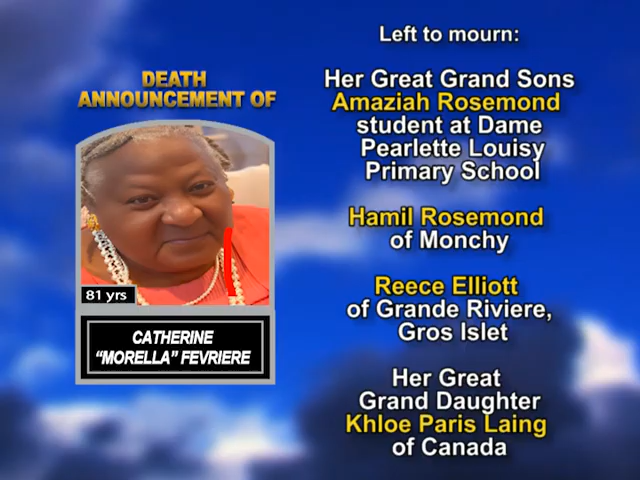 DEATH
ANNOUNCEMENT OF
81 yrs
CATHERINE
“MORELLA” FEVRIERE
Left to mourn:
Her Great Grand Sons
Amaziah Rosemond
student at Dame
Pearlette Louisy
Primary School
Hamil Rosemond
of Monchy
Reece Elliott
of Grande Riviere,
Gros Islet
Her Great
Grand Daughter
Khloe Paris Laing
of Canada